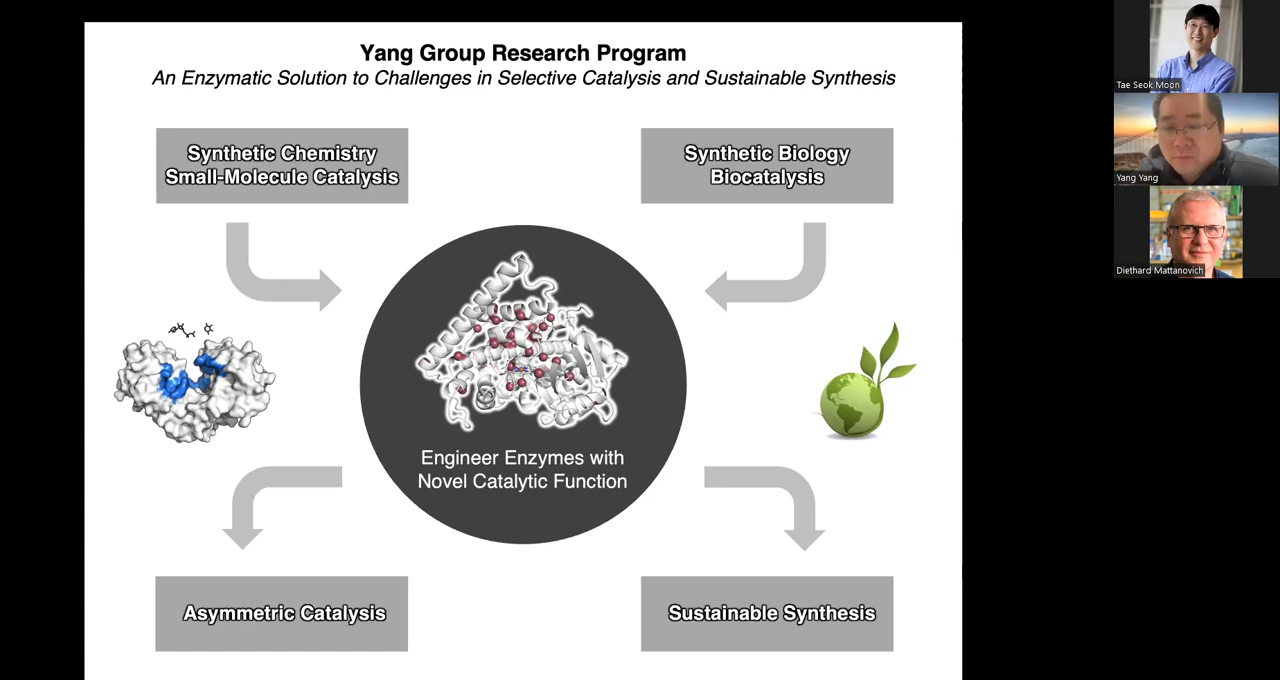 Yang Group Research Program
An Enzymatic Solution to Challenges in Selective Catalysis and Sustainable Synthesis
Synthetic Chemistry
Small-Molecule Catalysis
Synthetic Biology
Biocatalysis
Engineer Enzymes with
Novel Catalytic Function
Asymmetric Catalysis
Sustainable Synthesis
Tae Seok Moon
Yang Yang
Diethard Mattanovich